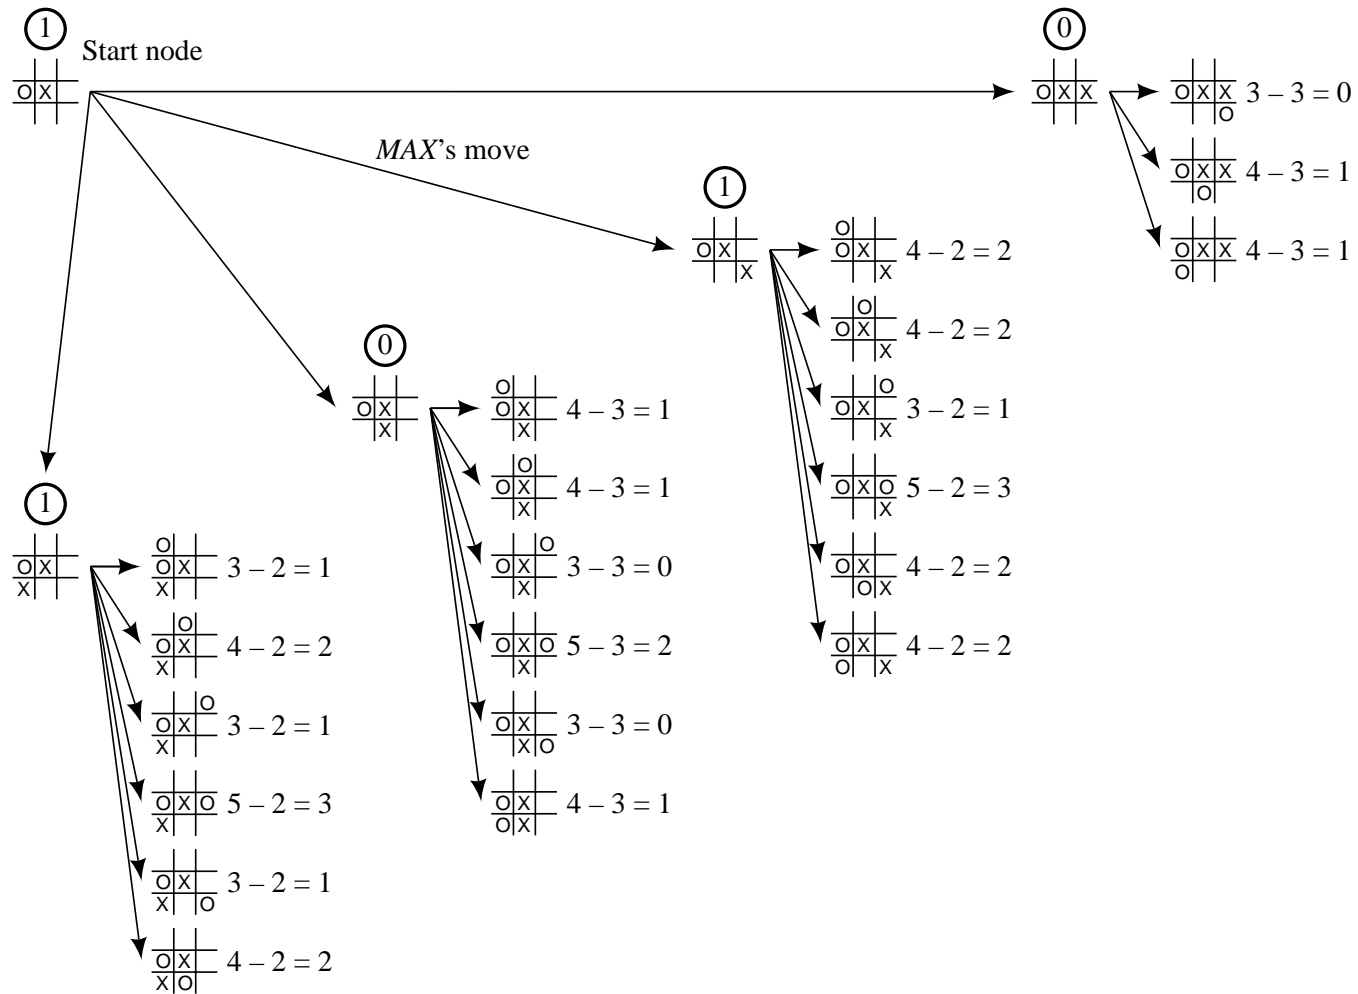 1
Start node
O X
MAX's move
0
O X X
O X X
O
3 – 3 = 0
O X X
O
4 – 3 = 1
O X X
O
4 – 3 = 1
1
O X
X
O
O X
X
4 – 2 = 2
O
O X
X
4 – 2 = 2
O
O X
X
3 – 2 = 1
O X O
X
5 – 2 = 3
O X
O X
4 – 2 = 2
O X
O X
4 – 2 = 2
0
O X
X
O
O X
X
4 – 3 = 1
O
O X
X
4 – 3 = 1
O
O X
X
3 – 3 = 0
O X O
X
5 – 3 = 2
O X
X O
3 – 3 = 0
O X
O X
4 – 3 = 1
1
O X
X
O
O X
X
3 – 2 = 1
O
O X
X
4 – 2 = 2
O
O X
X
3 – 2 = 1
O X O
X
5 – 2 = 3
O X
X O
3 – 2 = 1
O X
X O
4 – 2 = 2